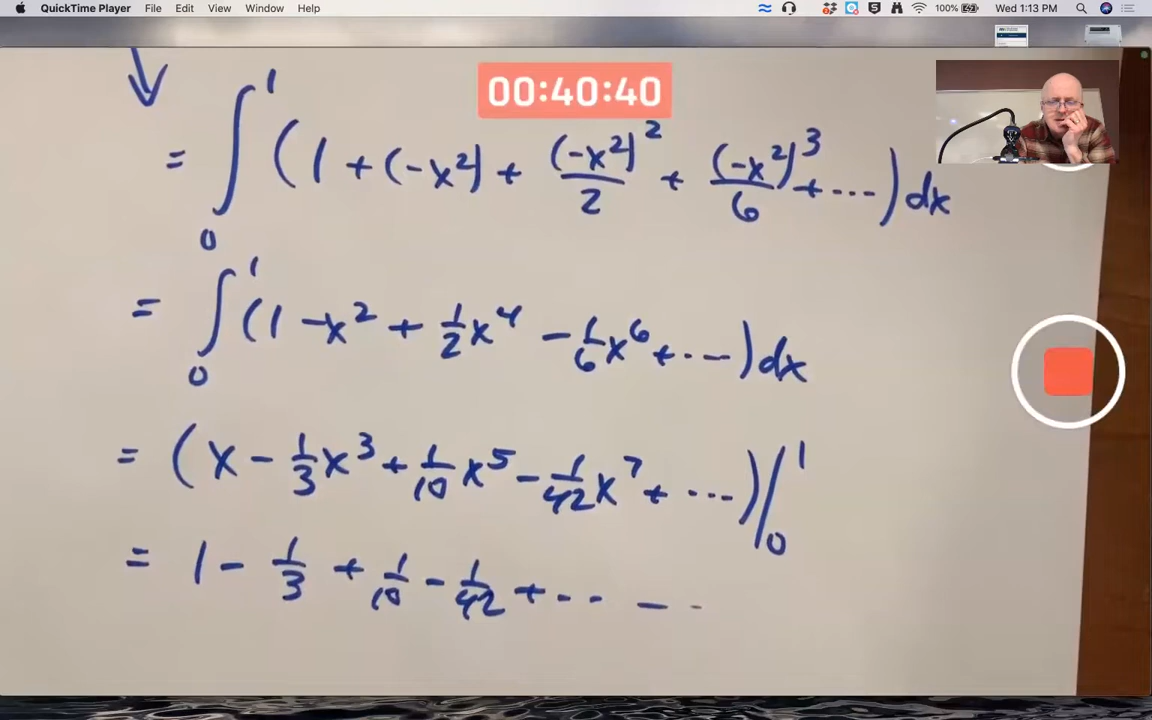 QuickTime Player File Edit View Window Help 100% Wed 1:13 PM
00:40:40
= ∫₀¹ (1 + (-x²) + (-x²)²/2 + (-x²)³/6 + ...) dx
= ∫₀¹ (1 - x² + 1/2 x⁴ - 1/6 x⁶ + ...) dx
= (x - 1/3 x³ + 1/10 x⁵ - 1/42 x⁷ + ...) |₀¹
= 1 - 1/3 + 1/10 - 1/42 + ...